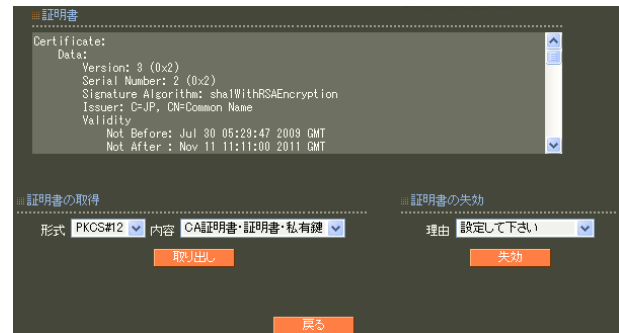 証明書
Certificate:
Data:
Version: 3 (0x2)
Serial Number: 2 (0x2)
Signature Algorithm: sha1WithRSAEncryption
Issuer: C=JP, CN=Common Name
Validity
Not Before: Jul 30 05:29:47 2009 GMT
Not After : Nov 11 11:11:00 2011 GMT
証明書の取得
証明書の失効
形式 PKCS#12 内容 CA証明書・証明書・私有鍵
理由 設定して下さい
取り出し
失効
戻る